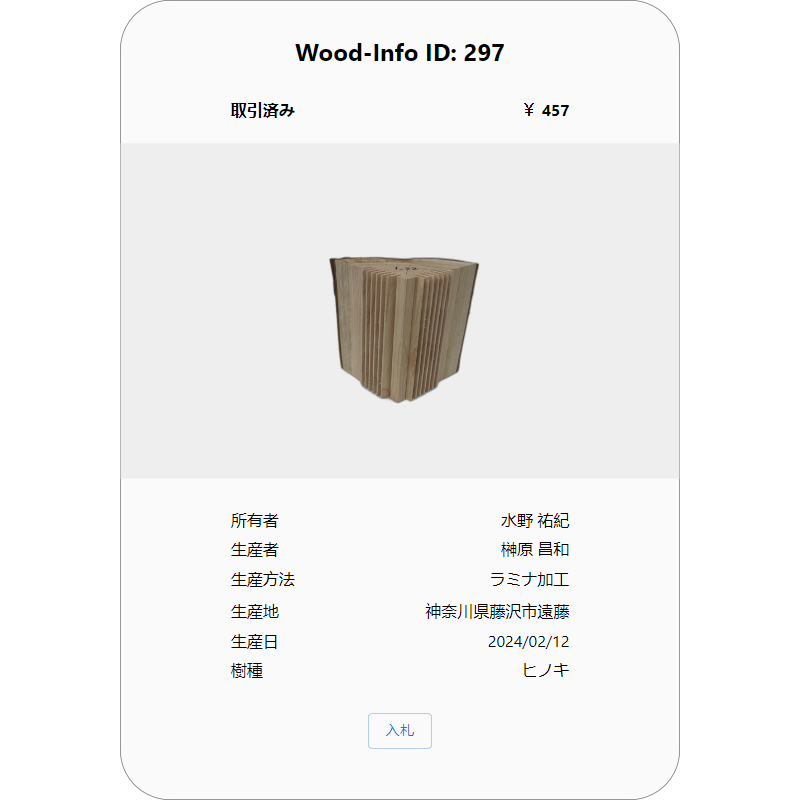 Wood-Info ID: 297
取引済み ¥ 457
所有者 水野 祐紀
生産者 榊原 昌和
生産方法 ラミナ加工
生産地 神奈川県藤沢市遠藤
生産日 2024/02/12
樹種 ヒノキ
入札